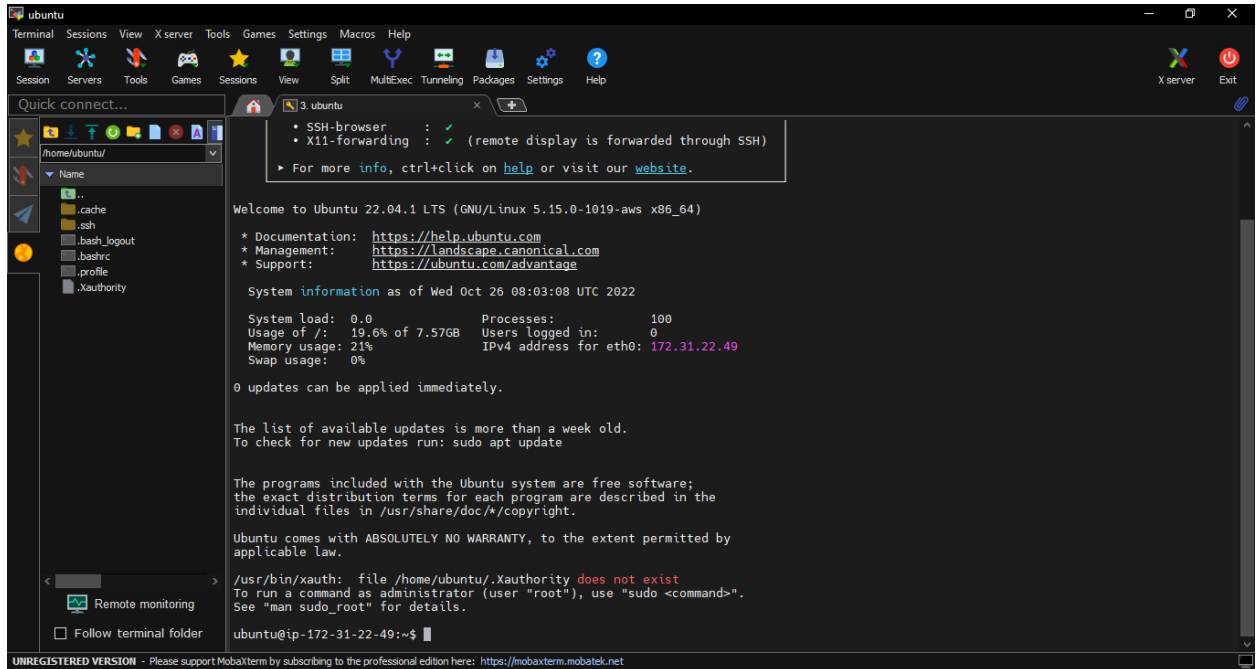 ubuntu
Terminal Sessions View X server Tools Games Settings Macros Help
Session Servers Tools Games Sessions View Split MultiExec Tunneling Packages Settings Help X server Exit
Quick connect...
3. ubuntu
/home/ubuntu/
Name
..
.cache
.ssh
.bash_logout
.bashrc
.profile
.Xauthority
Remote monitoring
Follow terminal folder
• SSH-browser : ✔
• X11-forwarding : ✔ (remote display is forwarded through SSH)
► For more info, ctrl+click on help or visit our website.
Welcome to Ubuntu 22.04.1 LTS (GNU/Linux 5.15.0-1019-aws x86_64)
* Documentation: https://help.ubuntu.com
* Management: https://landscape.canonical.com
* Support: https://ubuntu.com/advantage
System information as of Wed Oct 26 08:03:08 UTC 2022
System load: 0.0 Processes: 100
Usage of /: 19.6% of 7.57GB Users logged in: 0
Memory usage: 21% IPv4 address for eth0: 172.31.22.49
Swap usage: 0%
0 updates can be applied immediately.
The list of available updates is more than a week old.
To check for new updates run: sudo apt update
The programs included with the Ubuntu system are free software;
the exact distribution terms for each program are described in the
individual files in /usr/share/doc/*/copyright.
Ubuntu comes with ABSOLUTELY NO WARRANTY, to the extent permitted by
applicable law.
/usr/bin/xauth: file /home/ubuntu/.Xauthority does not exist
To run a command as administrator (user "root"), use "sudo <command>".
See "man sudo_root" for details.
ubuntu@ip-172-31-22-49:~$
UNREGISTERED VERSION - Please support MobaXterm by subscribing to the professional edition here: https://mobaxterm.mobatek.net